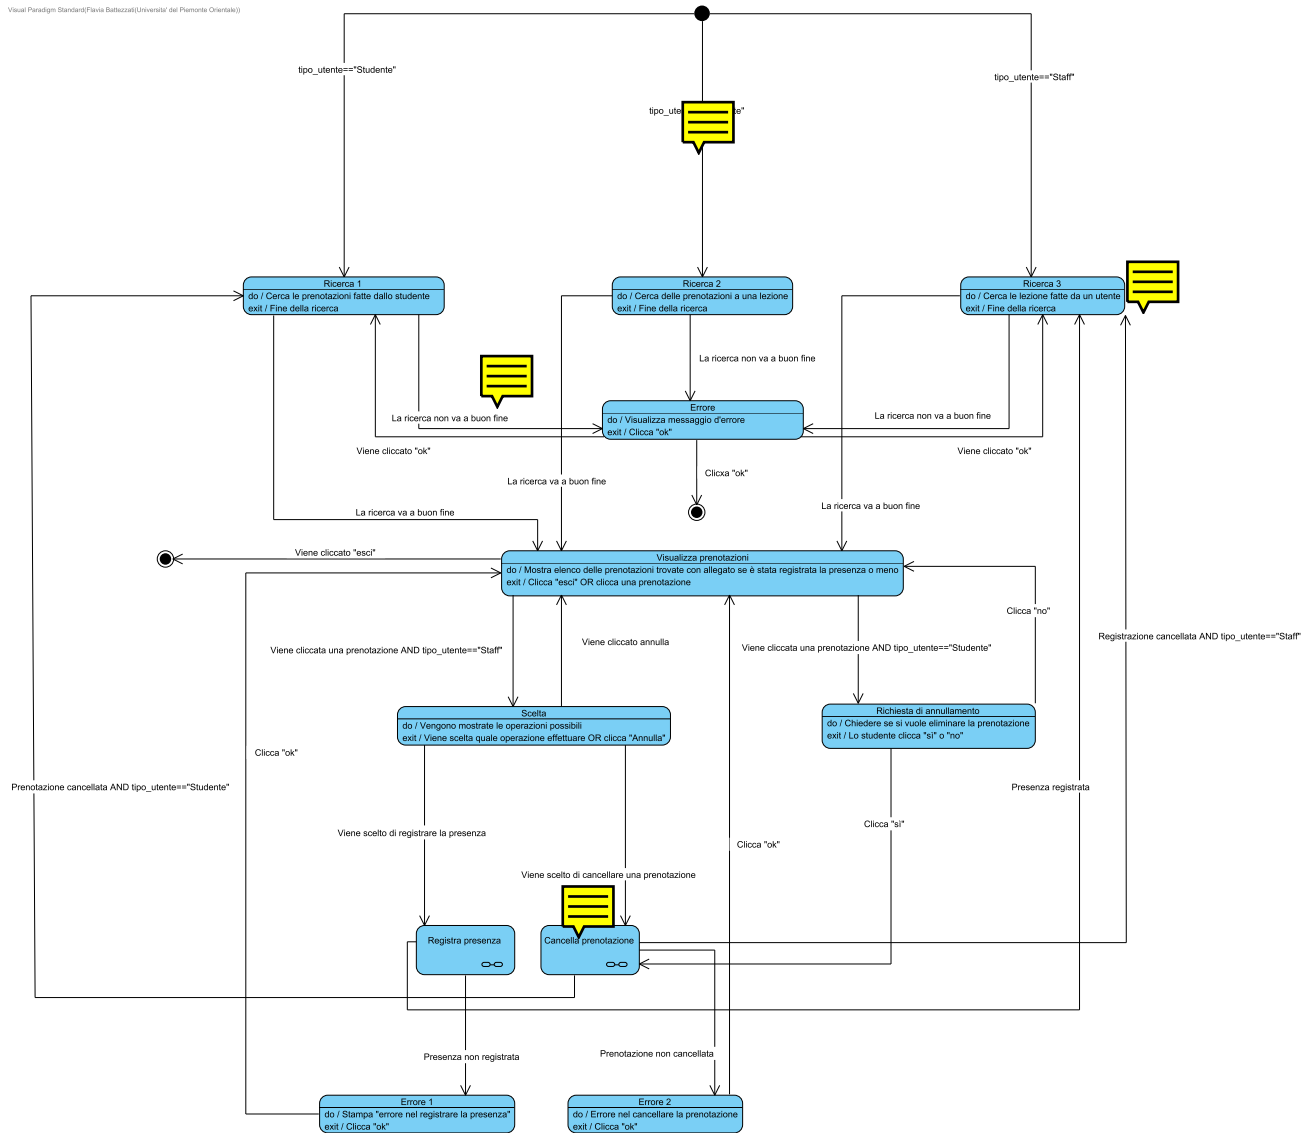 Visual Paradigm Standard(Flavia Battezzati(Universita' del Piemonte Orientale))
tipo_utente=="Studente"
tipo_utente=="Staff"
Ricerca 1
do / Cerca le prenotazioni fatte dallo studente
exit / Fine della ricerca
Ricerca 2
do / Cerca delle prenotazioni a una lezione
exit / Fine della ricerca
Ricerca 3
do / Cerca le lezione fatte da un utente
exit / Fine della ricerca
La ricerca non va a buon fine
Errore
do / Visualizza messaggio d'errore
exit / Clicca "ok"
La ricerca non va a buon fine
La ricerca non va a buon fine
Viene cliccato "ok"
Viene cliccato "ok"
Clicxa "ok"
La ricerca va a buon fine
La ricerca va a buon fine
La ricerca va a buon fine
Viene cliccato "esci"
Visualizza prenotazioni
do / Mostra elenco delle prenotazioni trovate con allegato se è stata registrata la presenza o meno
exit / Clicca "esci" OR clicca una prenotazione
Clicca "no"
Viene cliccata una prenotazione AND tipo_utente=="Staff"
Viene cliccato annulla
Viene cliccata una prenotazione AND tipo_utente=="Studente"
Registrazione cancellata AND tipo_utente=="Staff"
Scelta
do / Vengono mostrate le operazioni possibili
exit / Viene scelta quale operazione effettuare OR clicca "Annulla"
Richiesta di annullamento
do / Chiedere se si vuole eliminare la prenotazione
exit / Lo studente clicca "sì" o "no"
Clicca "ok"
Prenotazione cancellata AND tipo_utente=="Studente"
Presenza registrata
Clicca "sì"
Viene scelto di registrare la presenza
Clicca "ok"
Viene scelto di cancellare una prenotazione
Registra presenza
Cancella prenotazione
Presenza non registrata
Prenotazione non cancellata
Errore 1
do / Stampa "errore nel registrare la presenza"
exit / Clicca "ok"
Errore 2
do / Errore nel cancellare la prenotazione
exit / Clicca "ok"